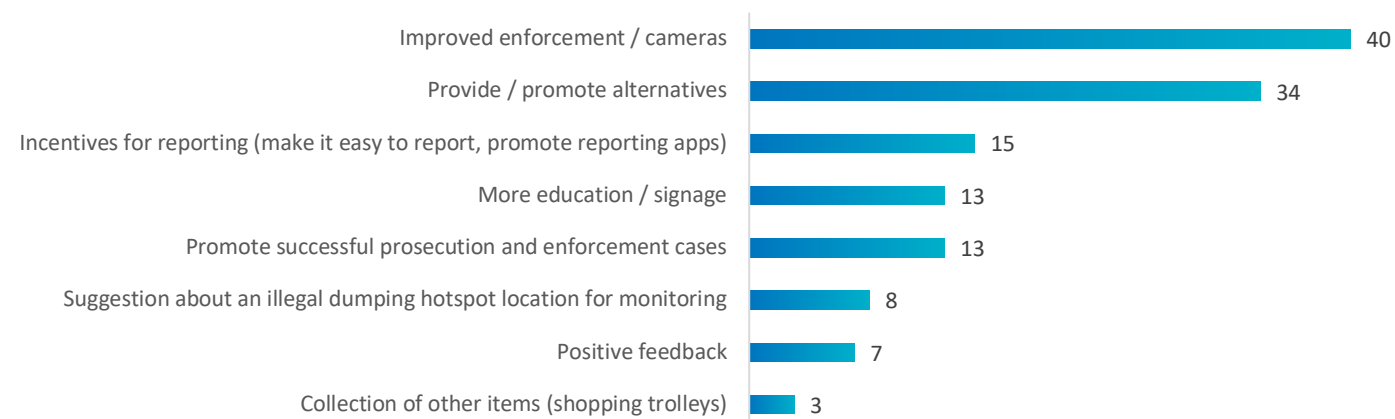 Improved enforcement / cameras 40
Provide / promote alternatives 34
Incentives for reporting (make it easy to report, promote reporting apps) 15
More education / signage 13
Promote successful prosecution and enforcement cases 13
Suggestion about an illegal dumping hotspot location for monitoring 8
Positive feedback 7
Collection of other items (shopping trolleys) 3